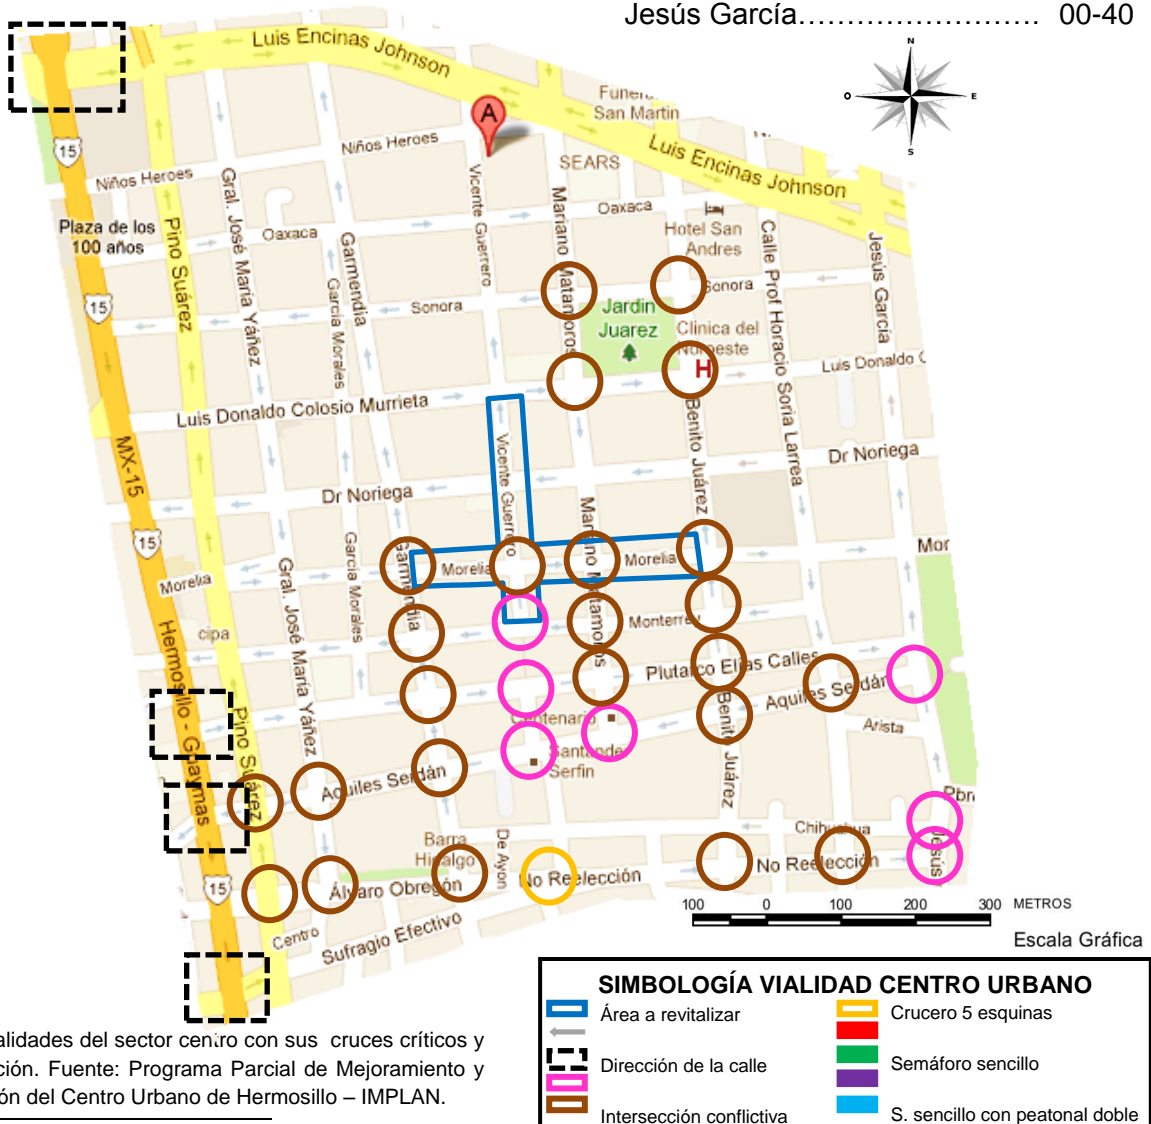 Jesús García……………………. 00-40
N
O
E
S
Luis Encinas Johnson
San Martin
A
SEARS
Luis Encinas Johnson
15
Niños Heroes
Niños Heroes
Plaza de los
100 años
Pino Suárez
Gral. José María Yáñez
Oaxaca
Garmendia
García Morales
Vicente Guerrero
Mariano Matamoros
Oaxaca
Hotel San
Andres
Calle Prof Horacio Soria Larrea
Jesús García
15
Sonora
Sonora
Jardin
Juarez
Clinica del
Noroeste
H
Luis Donaldo C
Luis Donaldo Colosio Murrieta
MX-15
Vicente Guerrero
Benito Juárez
Dr Noriega
Dr Noriega
15
Mariano Matamoros
Garmendia
García Morales
Morelia
Morelia
Morelia
Mor
Gral. José María Yáñez
cipa
Monterrey
Hermosillo - Guaymas
Plutarco Elías Calles
Aquiles Serdán
Pino Suárez
Centenario
Arista
Benito Juárez
Santander
Serfin
Aquiles Serdán
Chihuahua
Jesús
Barra
Hidalgo
De Ayon
15
Álvaro Obregón
No Reelección
No Reelección
Centro
Sufragio Efectivo
100 0 100 200 300 METROS
Escala Gráfica
SIMBOLOGÍA VIALIDAD CENTRO URBANO
Área a revitalizar
Crucero 5 esquinas
Dirección de la calle
Semáforo sencillo
Intersección conflictiva
S. sencillo con peatonal doble
alidades del sector centro con sus cruces críticos y
ción. Fuente: Programa Parcial de Mejoramiento y
ón del Centro Urbano de Hermosillo – IMPLAN.